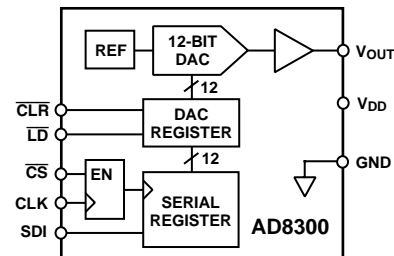 REF
12-BIT
DAC
VOUT
12
VDD
CLR
DAC
REGISTER
LD
12
GND
CS
EN
CLK
SERIAL
REGISTER
SDI
AD8300